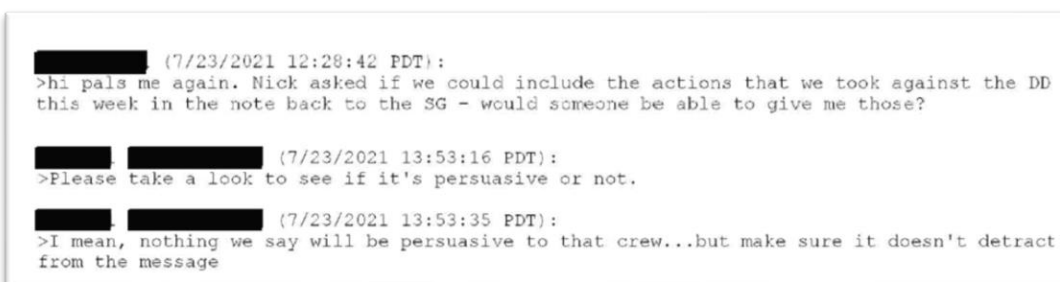 (7/23/2021 12:28:42 PDT):
>hi pals me again. Nick asked if we could include the actions that we took against the DD
this week in the note back to the SG - would someone be able to give me those?
(7/23/2021 13:53:16 PDT):
>Please take a look to see if it's persuasive or not.
(7/23/2021 13:53:35 PDT):
>I mean, nothing we say will be persuasive to that crew...but make sure it doesn't detract
from the message